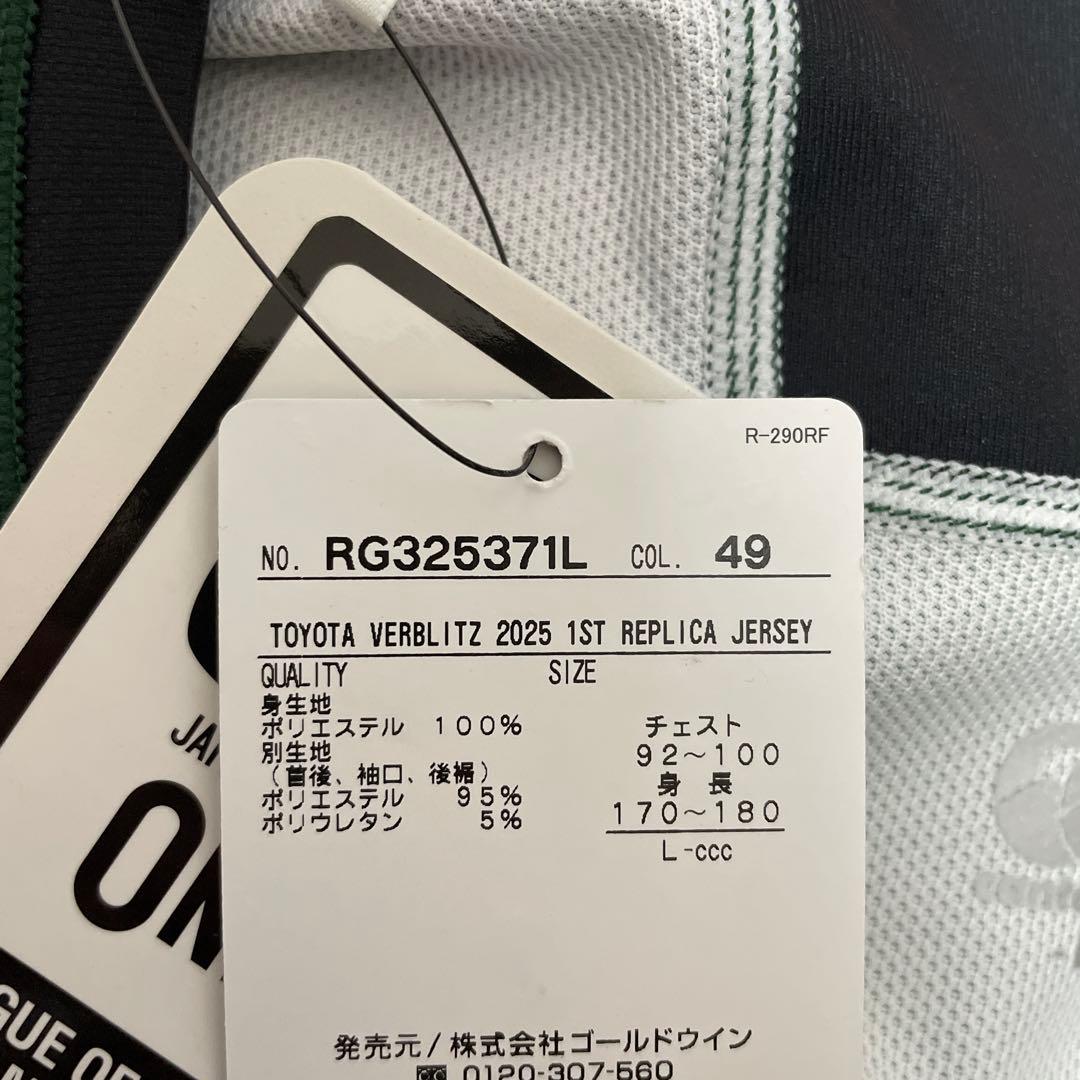 R-290RF
NO. RG325371L COL. 49
TOYOTA VERBLITZ 2025 1ST REPLICA JERSEY
QUALITY SIZE
身生地
ポリエステル 100%
別生地
(首後、袖口、後裾)
ポリエステル 95%
ポリウレタン 5%
チェスト
92～100
身長
170～180
L-ccc
発売元/株式会社ゴールドウイン
0120-307-560